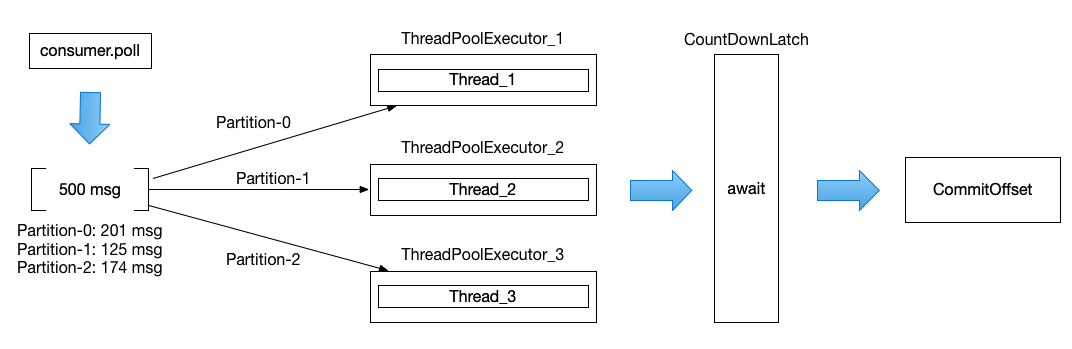 consumer.poll
500 msg
Partition-0: 201 msg
Partition-1: 125 msg
Partition-2: 174 msg
Partition-0
Partition-1
Partition-2
ThreadPoolExecutor_1
Thread_1
ThreadPoolExecutor_2
Thread_2
ThreadPoolExecutor_3
Thread_3
CountDownLatch
await
CommitOffset